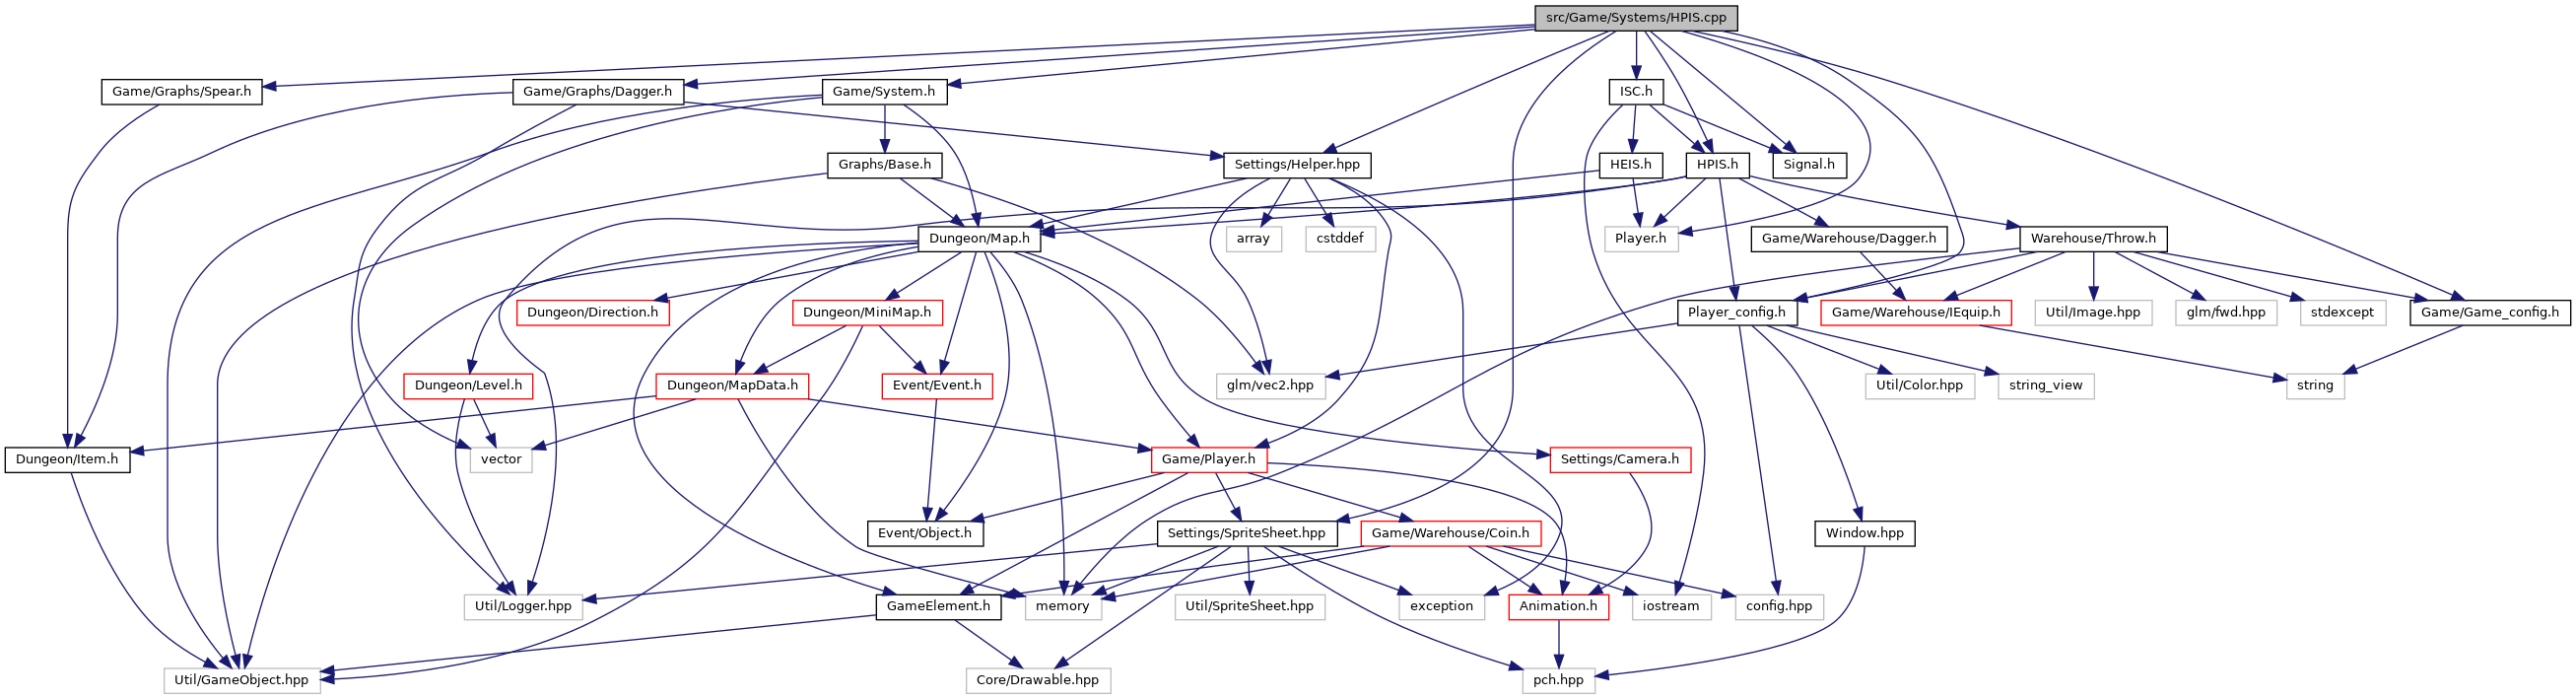 src/Game/Systems/HPIS.cpp
Game/Graphs/Spear.h
Game/Graphs/Dagger.h
Game/System.h
ISC.h
Graphs/Base.h
Settings/Helper.hpp
HEIS.h
HPIS.h
Signal.h
Dungeon/Map.h
array
cstddef
Player.h
Game/Warehouse/Dagger.h
Warehouse/Throw.h
Dungeon/Direction.h
Dungeon/MiniMap.h
Player_config.h
Game/Warehouse/IEquip.h
Util/Image.hpp
glm/fwd.hpp
stdexcept
Game/Game_config.h
Dungeon/Level.h
Dungeon/MapData.h
Event/Event.h
glm/vec2.hpp
Util/Color.hpp
string_view
string
Dungeon/Item.h
vector
Game/Player.h
Settings/Camera.h
Event/Object.h
Settings/SpriteSheet.hpp
Game/Warehouse/Coin.h
Window.hpp
Util/Logger.hpp
GameElement.h
memory
Util/SpriteSheet.hpp
exception
Animation.h
iostream
config.hpp
Util/GameObject.hpp
Core/Drawable.hpp
pch.hpp